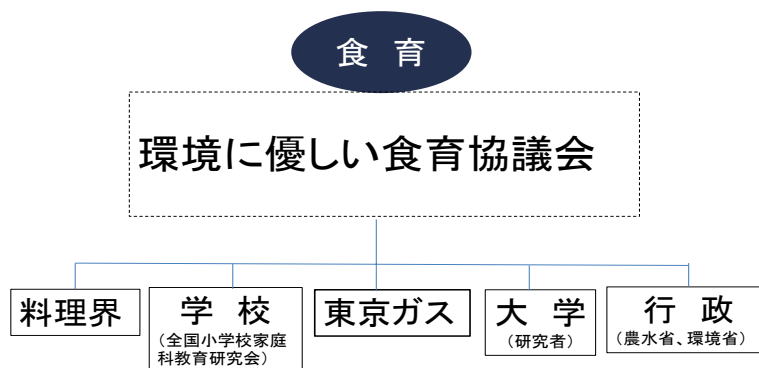 食 育
環境に優しい食育協議会
料理界
学 校
（全国小学校家庭
科教育研究会）
東京ガス
大 学
（研究者）
行 政
（農水省、環境省）